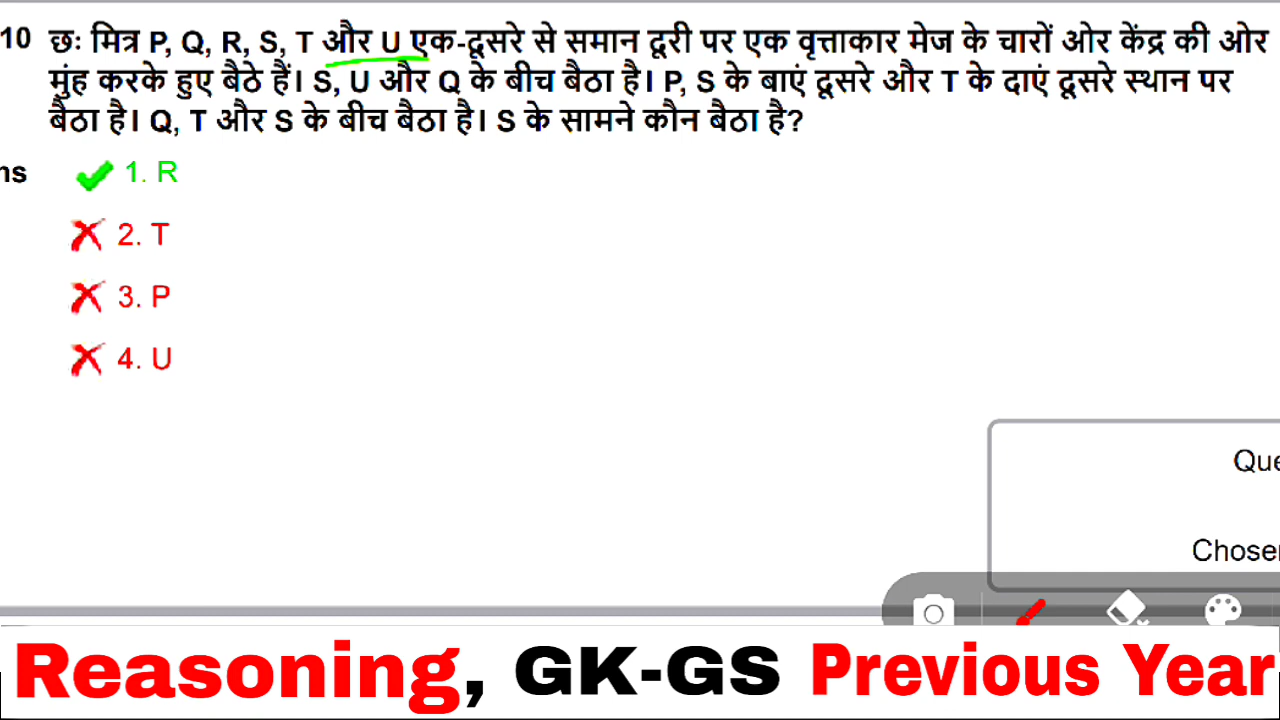 10 छः मित्र P, Q, R, S, T और U एक-दूसरे से समान दूरी पर एक वृत्ताकार मेज के चारों ओर केंद्र की ओर
मुंह करके हुए बैठे हैं। S, U और Q के बीच बैठा है। P, S के बाएं दूसरे और T के दाएं दूसरे स्थान पर
बैठा है। Q, T और S के बीच बैठा है। S के सामने कौन बैठा है?
ns 1. R
2. T
3. P
4. U
Que
Chosen
Reasoning, GK-GS Previous Year